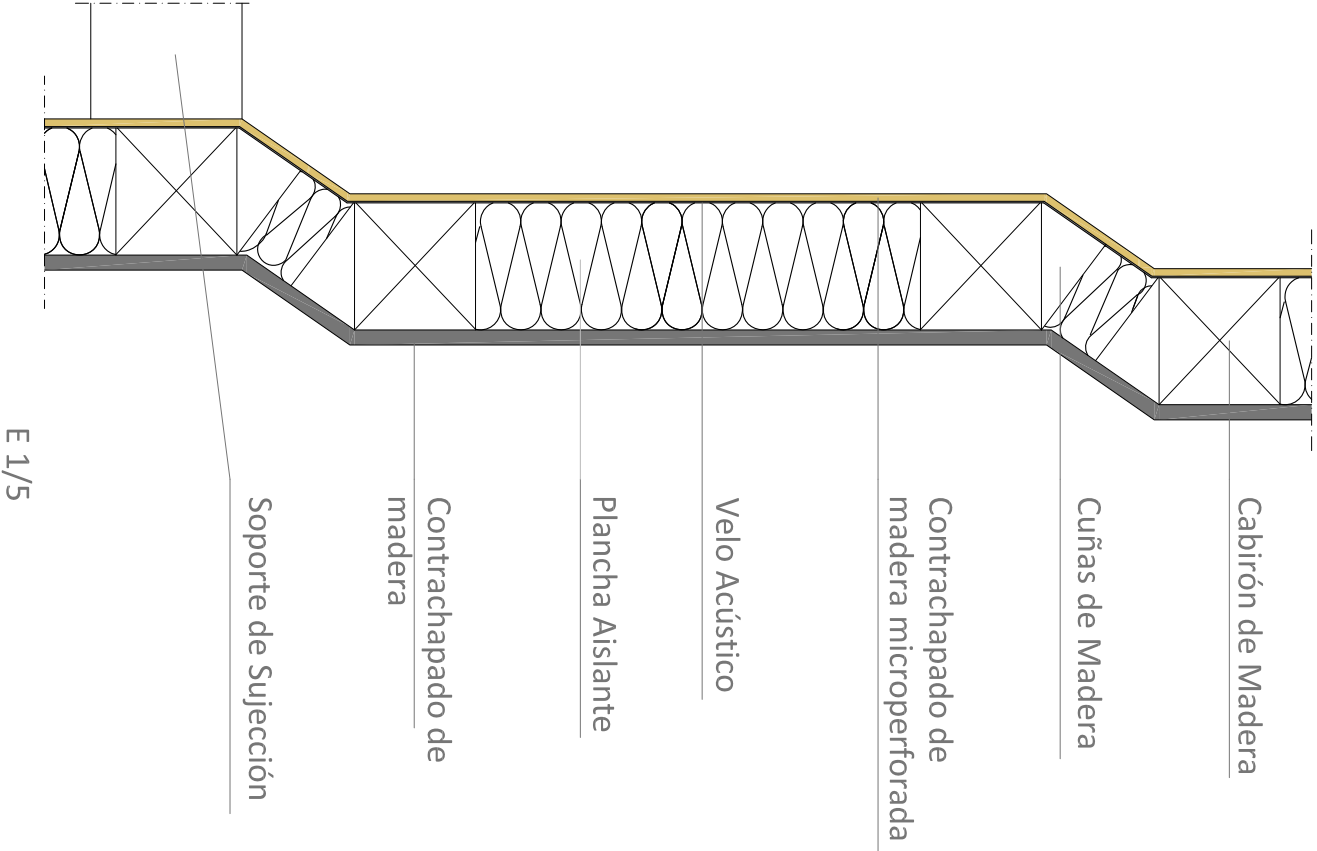 Cabirón de Madera
Cuñas de Madera
Contrachapado de
madera microperforada
Velo Acústico
Plancha Aislante
Contrachapado de
madera
Soporte de Sujección
E 1/5